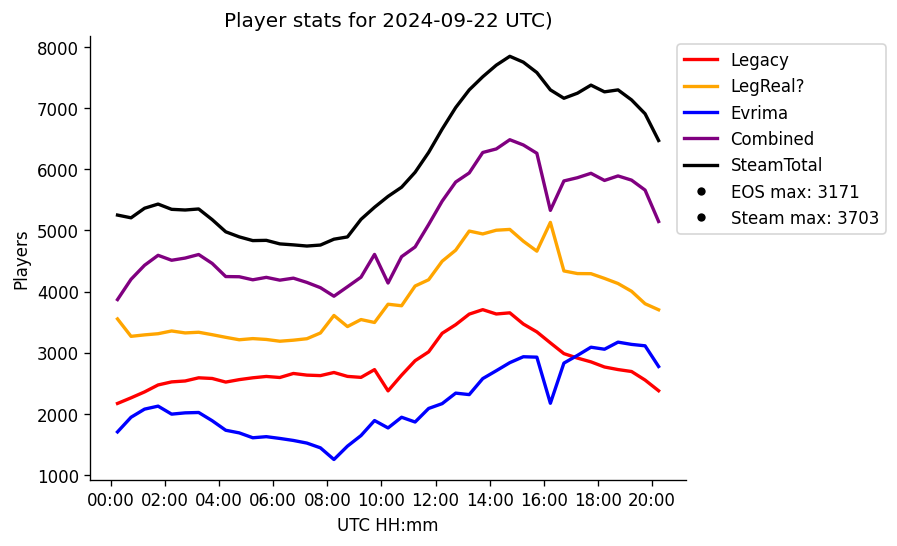 Player stats for 2024-09-22 UTC)
8000
7000
6000
5000
4000
3000
2000
1000
Players
00:00 02:00 04:00 06:00 08:00 10:00 12:00 14:00 16:00 18:00 20:00
UTC HH:mm
Legacy
LegReal?
Evrima
Combined
SteamTotal
EOS max: 3171
Steam max: 3703